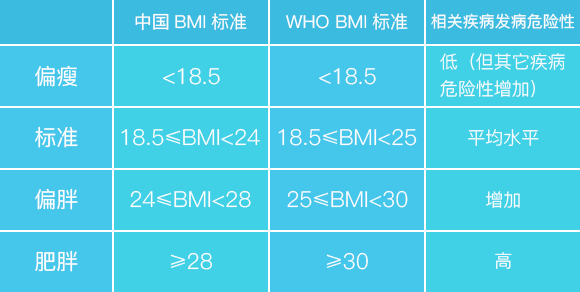 中国 BMI 标准 WHO BMI 标准 相关疾病发病危险性
偏瘦 <18.5 <18.5 低（但其它疾病
危险性增加）
标准 18.5≤BMI<24 18.5≤BMI<25 平均水平
偏胖 24≤BMI<28 25≤BMI<30 增加
肥胖 ≥28 ≥30 高